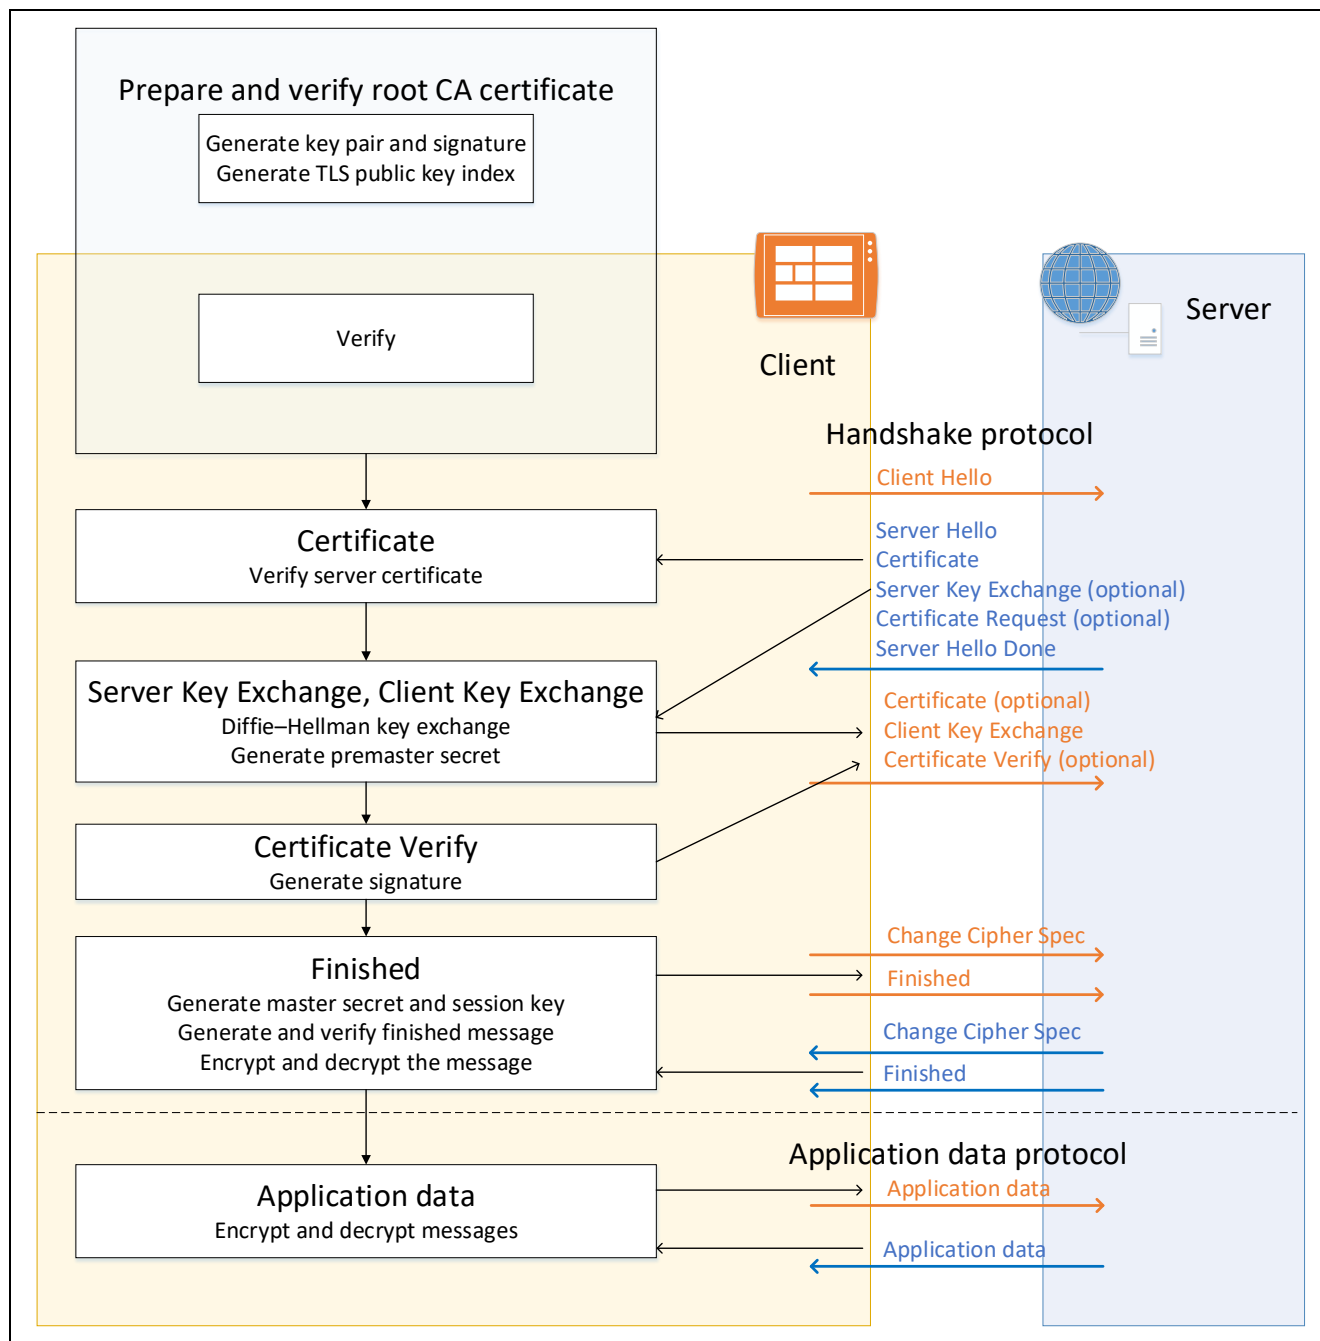 Prepare and verify root CA certificate
Generate key pair and signature
Generate TLS public key index
Verify
Client
Server
Handshake protocol
Client Hello
Certificate
Verify server certificate
Server Hello
Certificate
Server Key Exchange (optional)
Certificate Request (optional)
Server Hello Done
Server Key Exchange, Client Key Exchange
Diffie–Hellman key exchange
Generate premaster secret
Certificate (optional)
Client Key Exchange
Certificate Verify (optional)
Certificate Verify
Generate signature
Finished
Generate master secret and session key
Generate and verify finished message
Encrypt and decrypt the message
Change Cipher Spec
Finished
Change Cipher Spec
Finished
Application data protocol
Application data
Encrypt and decrypt messages
Application data
Application data